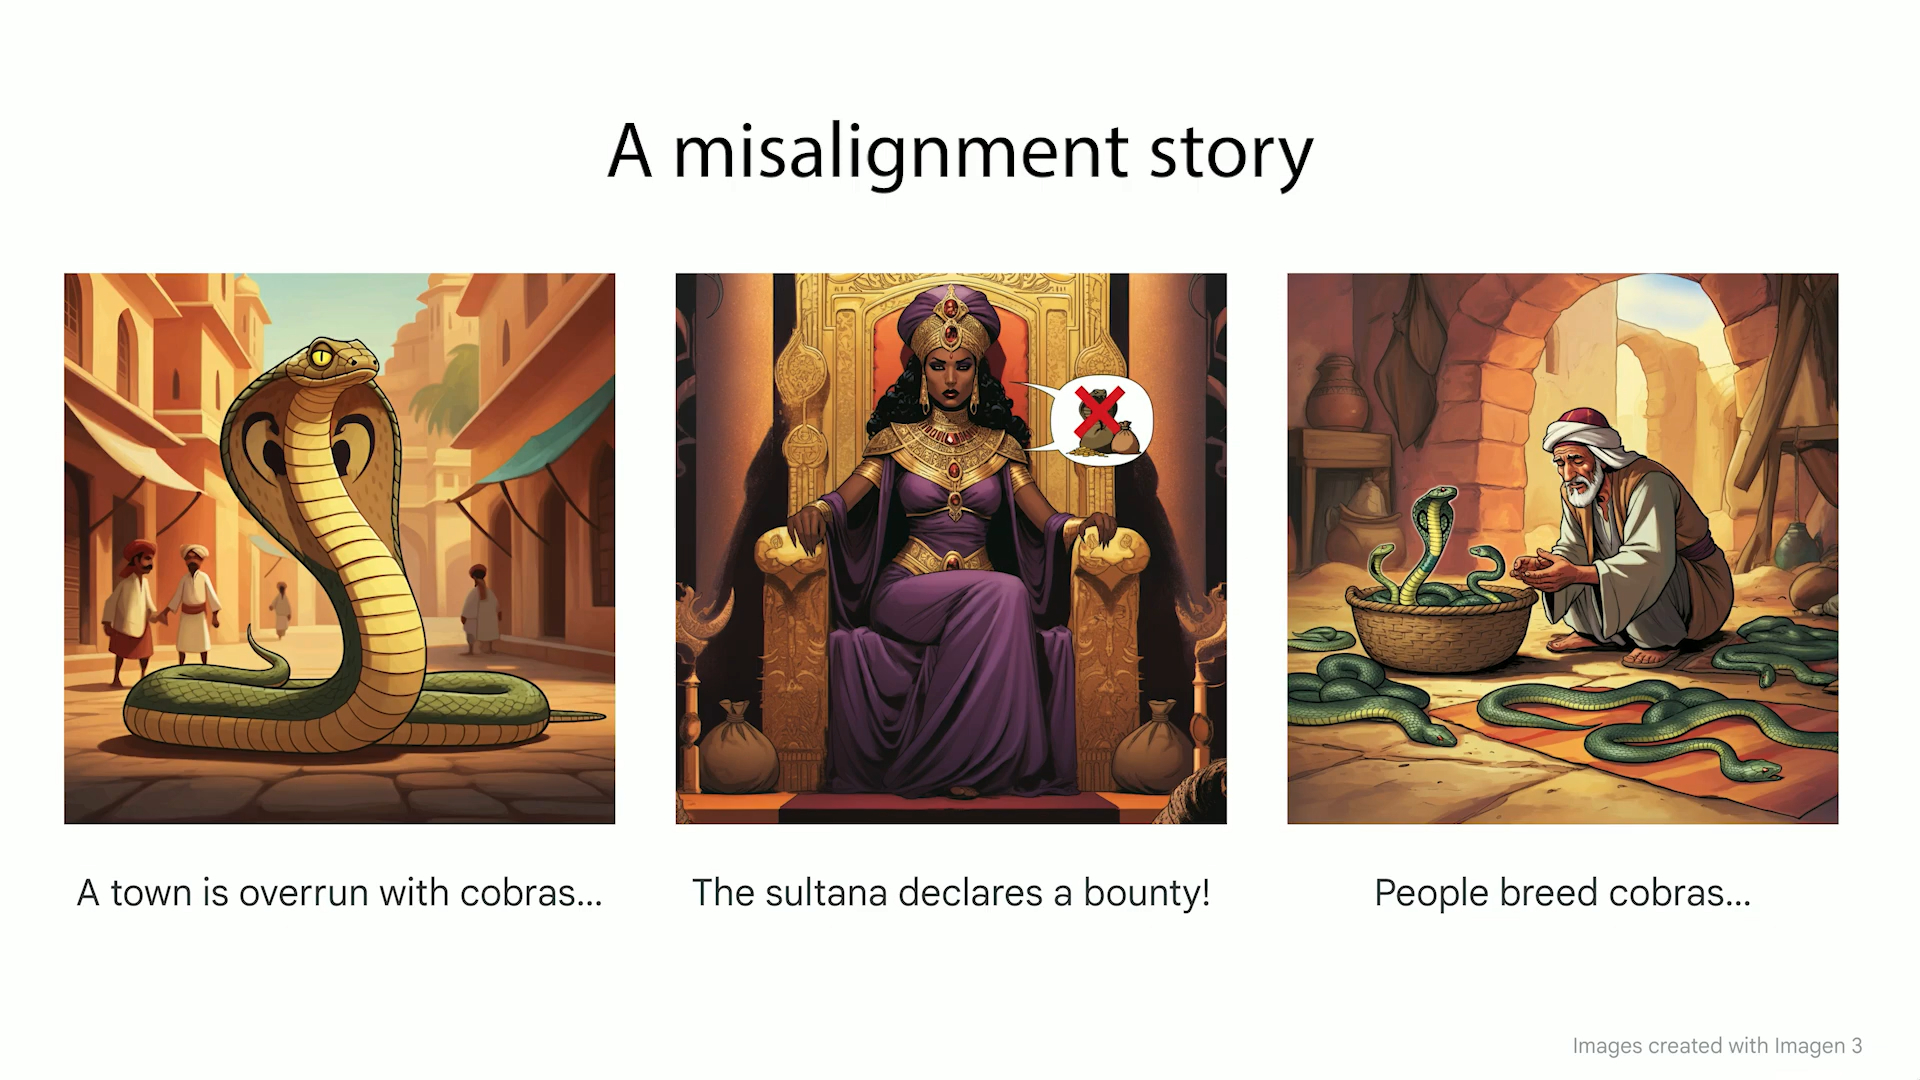 A misalignment story
A town is overrun with cobras...
The sultana declares a bounty!
People breed cobras...
Images created with Imagen 3